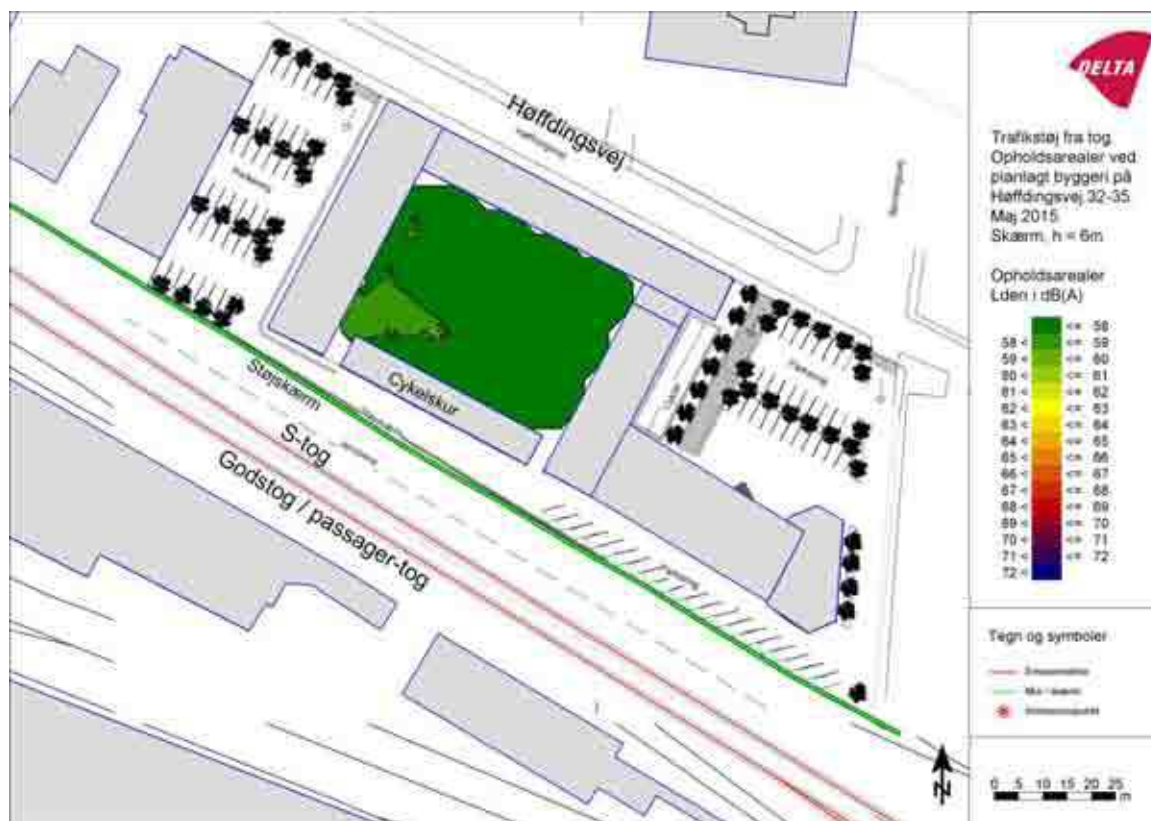 Høffdingsvej
Høffdingsvej
Cykelskur
Støjskærm
S-tog
Godstog / passager-tog
DELTA
Trafikstøj fra tog.
Opholdsarealer ved
planlagt byggeri på
Høffdingsvej 32-35
Maj 2015
Skærm, h = 6m
Opholdsarealer
Lden i dB(A)
<= 58
58 < <= 59
59 < <= 60
60 < <= 61
61 < <= 62
62 < <= 63
63 < <= 64
64 < <= 65
65 < <= 66
66 < <= 67
67 < <= 68
68 < <= 69
69 < <= 70
70 < <= 71
71 < <= 72
72 <
Tegn og symboler
N
0 5 10 15 20 25
m